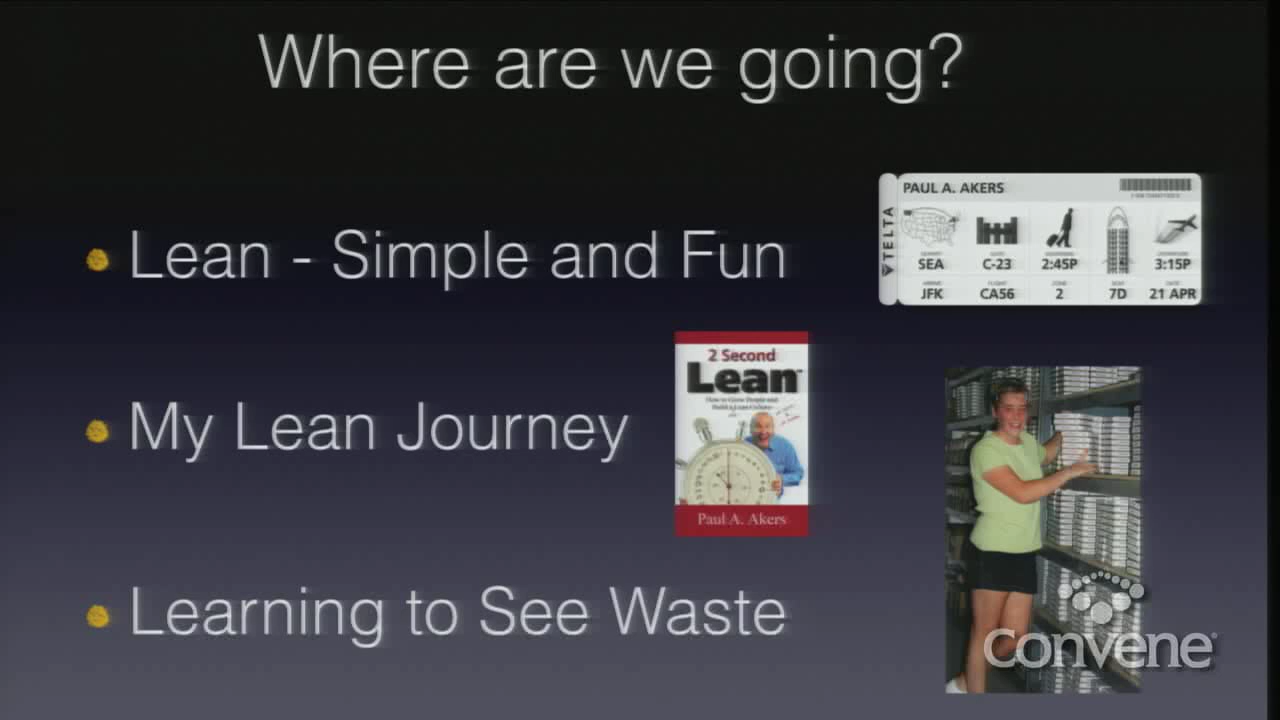 Where are we going?
Lean - Simple and Fun
PAUL A. AKERS
DELTA
SEA C-23 2:45P 3:15P
JFK CA56 2 7D 21 APR
2 Second
Lean™
How to Grow People and
Build a Lean Culture
Paul A. Akers
My Lean Journey
Learning to See Waste
Convene®